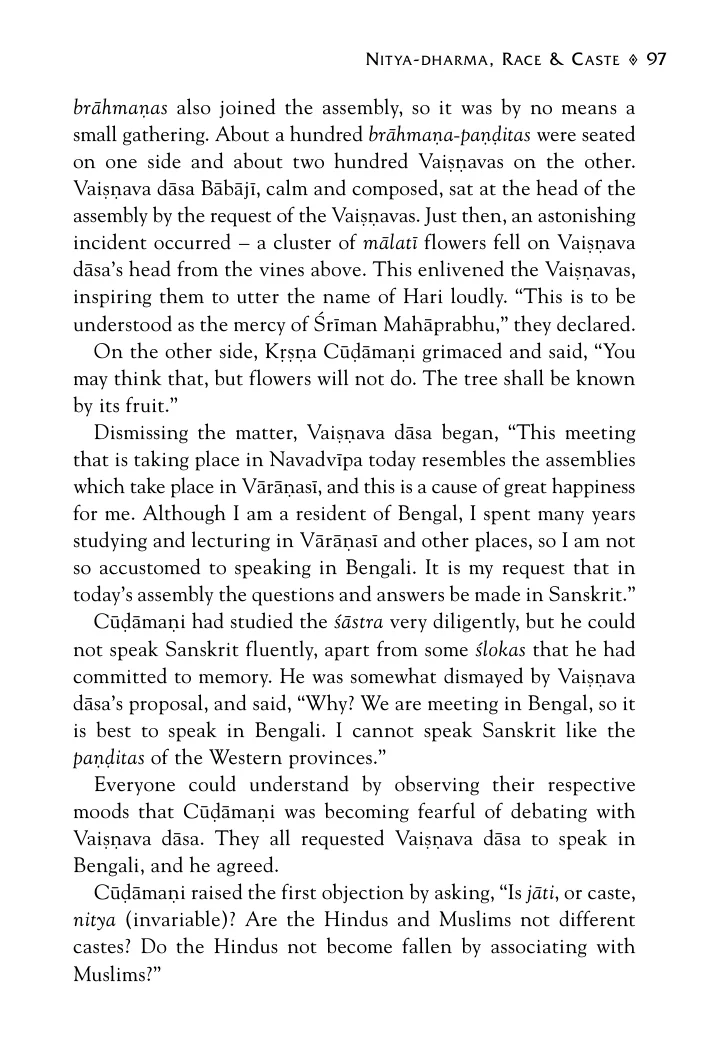 Nitya-dharma, Race & Caste ◈ 97
brāhmaṇas also joined the assembly, so it was by no means a
small gathering. About a hundred brāhmaṇa-paṇḍitas were seated
on one side and about two hundred Vaiṣṇavas on the other.
Vaiṣṇava dāsa Bābājī, calm and composed, sat at the head of the
assembly by the request of the Vaiṣṇavas. Just then, an astonishing
incident occurred – a cluster of mālatī flowers fell on Vaiṣṇava
dāsa’s head from the vines above. This enlivened the Vaiṣṇavas,
inspiring them to utter the name of Hari loudly. “This is to be
understood as the mercy of Śrīman Mahāprabhu,” they declared.
On the other side, Kṛṣṇa Cūḍāmaṇi grimaced and said, “You
may think that, but flowers will not do. The tree shall be known
by its fruit.”
Dismissing the matter, Vaiṣṇava dāsa began, “This meeting
that is taking place in Navadvīpa today resembles the assemblies
which take place in Vārāṇasī, and this is a cause of great happiness
for me. Although I am a resident of Bengal, I spent many years
studying and lecturing in Vārāṇasī and other places, so I am not
so accustomed to speaking in Bengali. It is my request that in
today’s assembly the questions and answers be made in Sanskrit.”
Cūḍāmaṇi had studied the śāstra very diligently, but he could
not speak Sanskrit fluently, apart from some ślokas that he had
committed to memory. He was somewhat dismayed by Vaiṣṇava
dāsa’s proposal, and said, “Why? We are meeting in Bengal, so it
is best to speak in Bengali. I cannot speak Sanskrit like the
paṇḍitas of the Western provinces.”
Everyone could understand by observing their respective
moods that Cūḍāmaṇi was becoming fearful of debating with
Vaiṣṇava dāsa. They all requested Vaiṣṇava dāsa to speak in
Bengali, and he agreed.
Cūḍāmaṇi raised the first objection by asking, “Is jāti, or caste,
nitya (invariable)? Are the Hindus and Muslims not different
castes? Do the Hindus not become fallen by associating with
Muslims?”